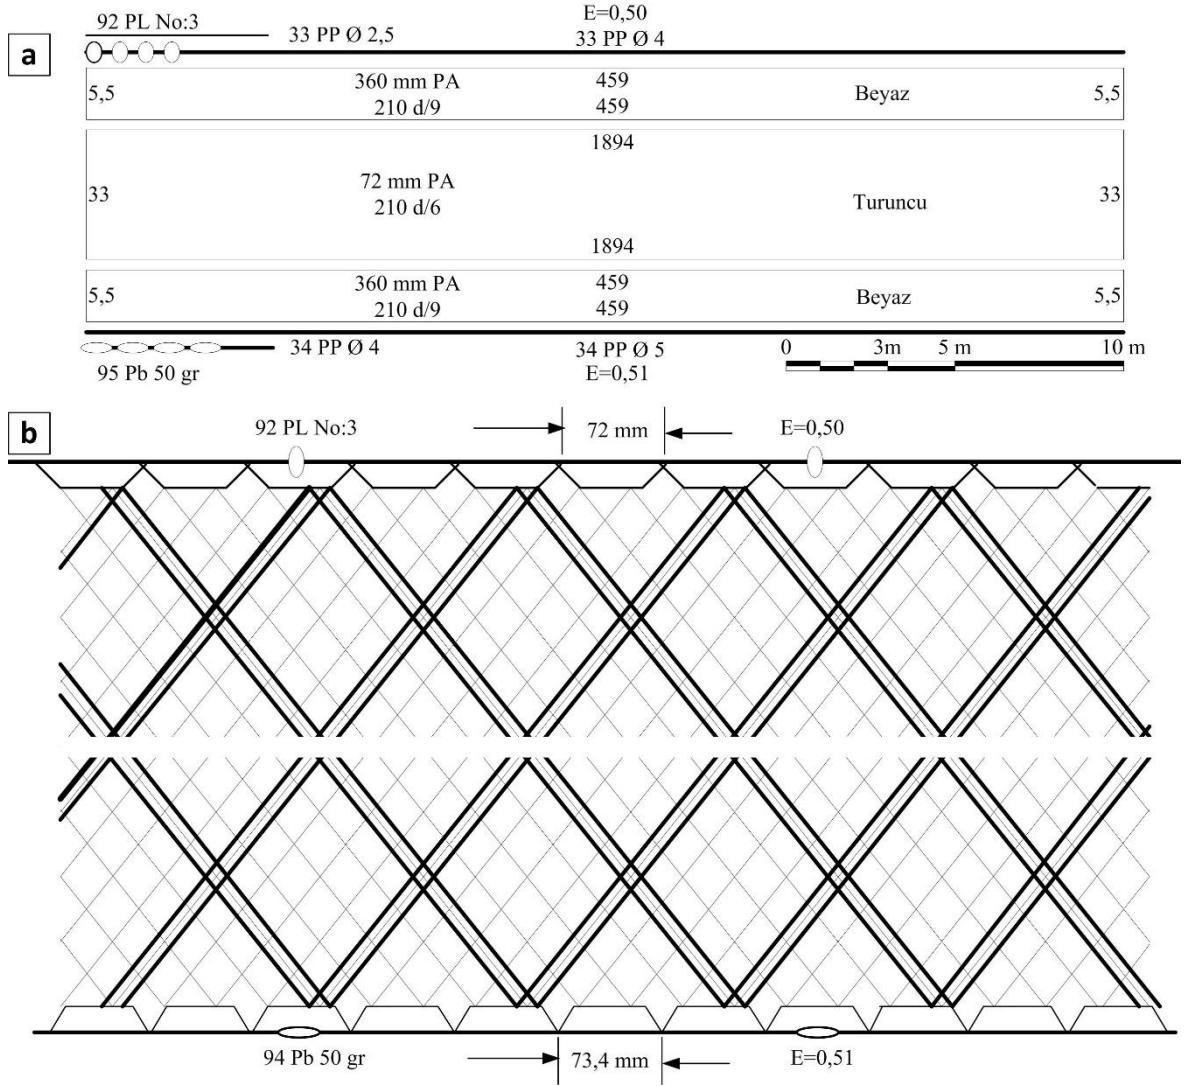 a
92 PL No:3
33 PP Ø 2,5
E=0,50
33 PP Ø 4
5,5
360 mm PA
210 d/9
459
459
Beyaz
5,5
1894
33
72 mm PA
210 d/6
Turuncu
33
1894
5,5
360 mm PA
210 d/9
459
459
Beyaz
5,5
34 PP Ø 4
34 PP Ø 5
0 3m 5 m 10 m
95 Pb 50 gr
E=0,51
b
92 PL No:3
72 mm
E=0,50
94 Pb 50 gr
73,4 mm
E=0,51